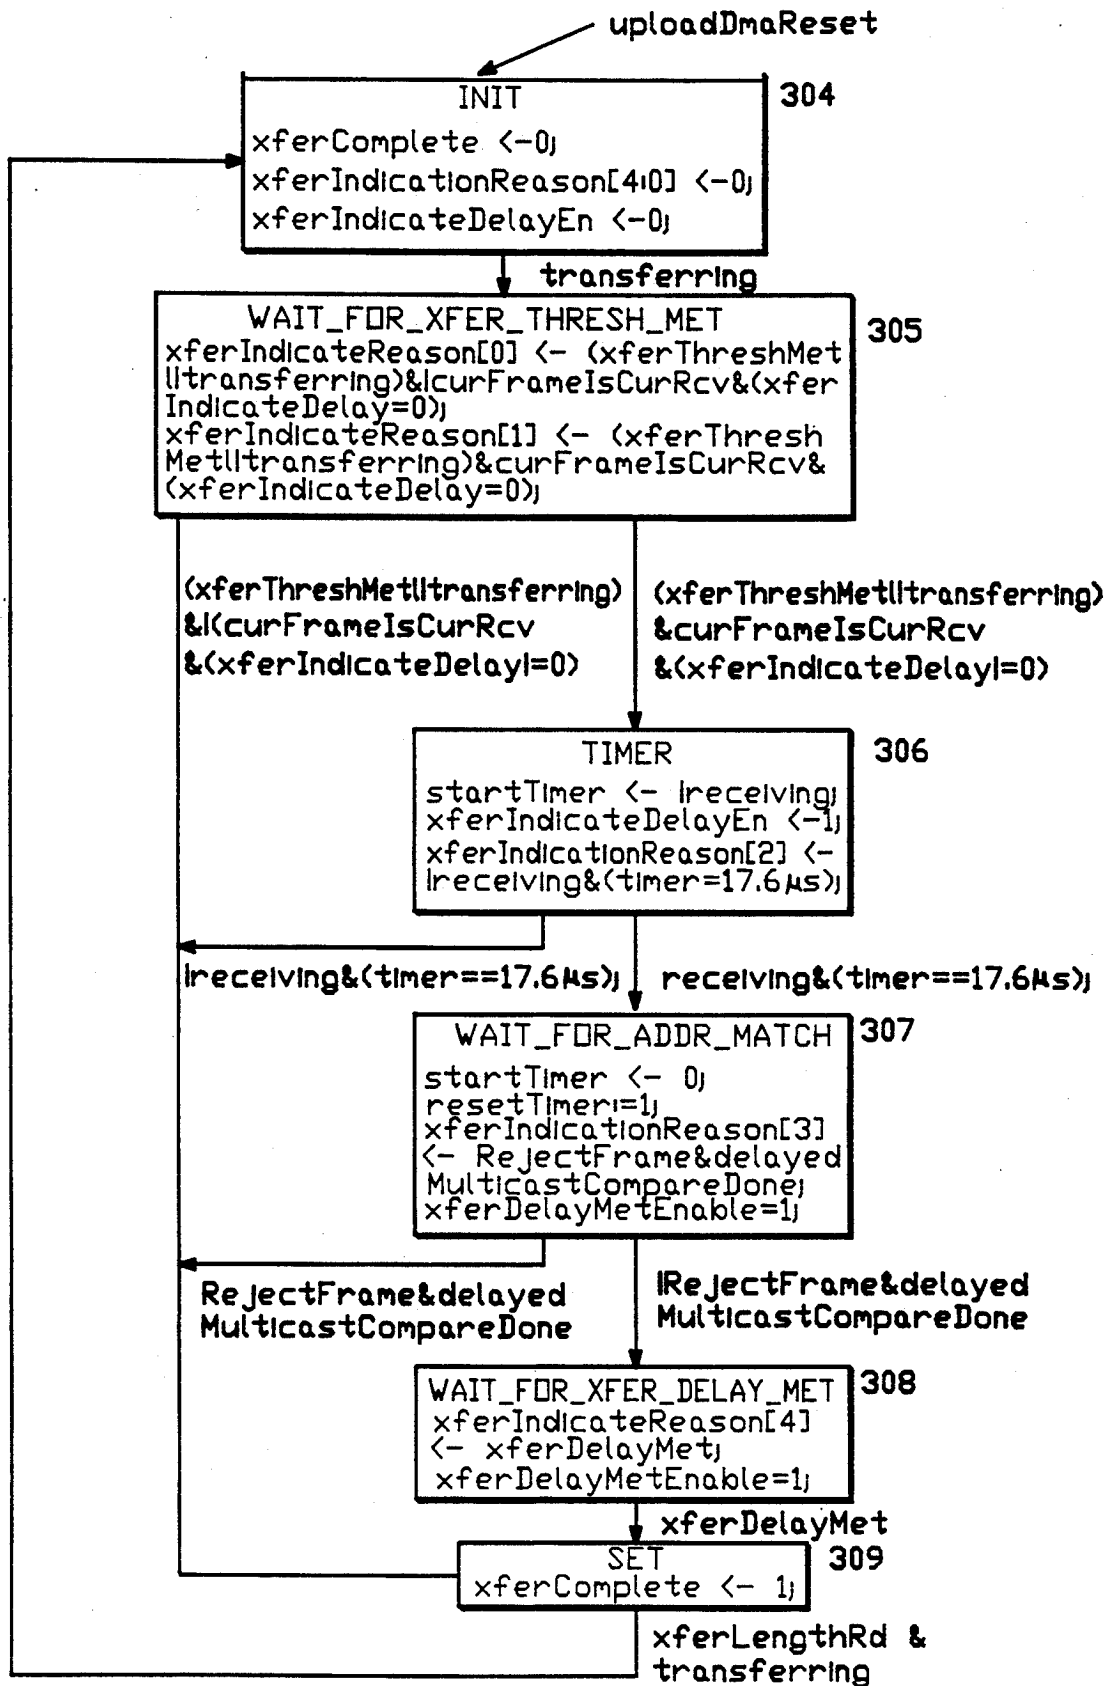 uploadDmaReset
INIT
304
xferComplete <-0;
xferIndicationReason[4:0] <-0;
xferIndicateDelayEn <-0;
transferring
WAIT_FOR_XFER_THRESH_MET
305
xferIndicateReason[0] <- (xferThreshMet
||!transferring)&!curFrameIsCurRcv&(xfer
IndicateDelay=0);
xferIndicateReason[1] <- (xferThresh
Met||!transferring)&curFrameIsCurRcv&
(xferIndicateDelay=0);
(xferThreshMet||!transferring)
&!(curFrameIsCurRcv
&(xferIndicateDelay!=0)
(xferThreshMet||!transferring)
&curFrameIsCurRcv
&(xferIndicateDelay!=0)
TIMER
306
startTimer <- !receiving;
xferIndicateDelayEn <-1;
xferIndicationReason[2] <-
!receiving&(timer=17.6µs);
!receiving&(timer==17.6µs);
receiving&(timer==17.6µs);
WAIT_FOR_ADDR_MATCH
307
startTimer <- 0;
resetTimer:=1;
xferIndicationReason[3]
<- RejectFrame&delayed
MulticastCompareDone;
xferDelayMetEnable=1;
RejectFrame&delayed
MulticastCompareDone
!RejectFrame&delayed
MulticastCompareDone
WAIT_FOR_XFER_DELAY_MET
308
xferIndicateReason[4]
<- xferDelayMet;
xferDelayMetEnable=1;
xferDelayMet
SET
309
xferComplete <- 1;
xferLengthRd &
transferring